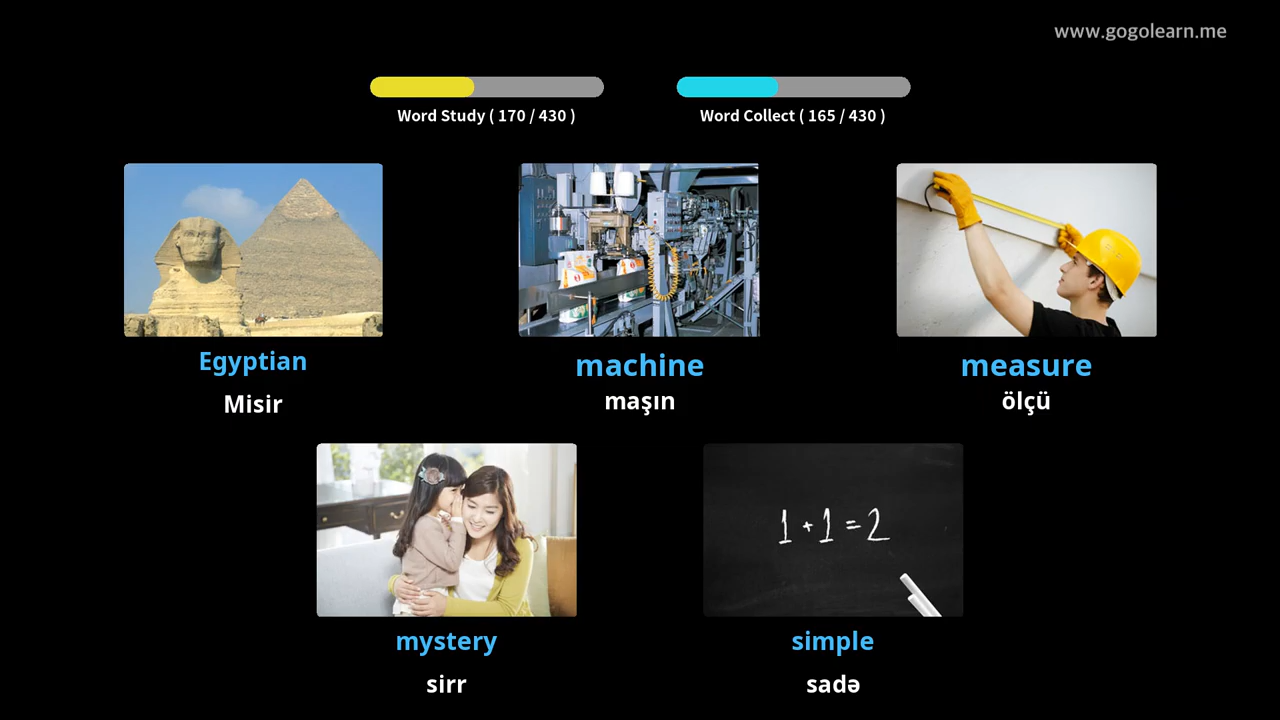 www.gogolearn.me
Word Study ( 170 / 430 )
Word Collect ( 165 / 430 )
Egyptian
Misir
machine
maşın
measure
ölçü
1 + 1 = 2
mystery
sirr
simple
sadə